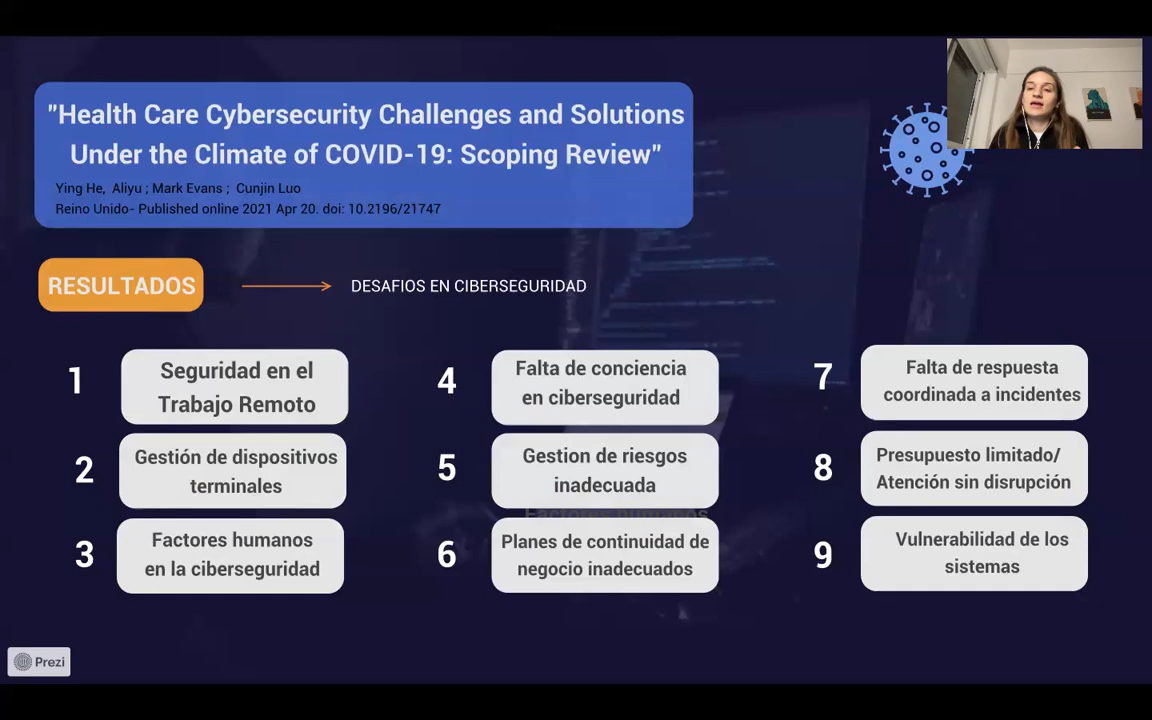 "Health Care Cybersecurity Challenges and Solutions
Under the Climate of COVID-19: Scoping Review"
Ying He, Aliyu ; Mark Evans ; Cunjin Luo
Reino Unido- Published online 2021 Apr 20. doi: 10.2196/21747
RESULTADOS
DESAFIOS EN CIBERSEGURIDAD
1
Seguridad en el
Trabajo Remoto
2
Gestión de dispositivos
terminales
3
Factores humanos
en la ciberseguridad
4
Falta de conciencia
en ciberseguridad
5
Gestion de riesgos
inadecuada
Factores humanos
6
Planes de continuidad de
negocio inadecuados
7
Falta de respuesta
coordinada a incidentes
8
Presupuesto limitado/
Atención sin disrupción
9
Vulnerabilidad de los
sistemas
Prezi